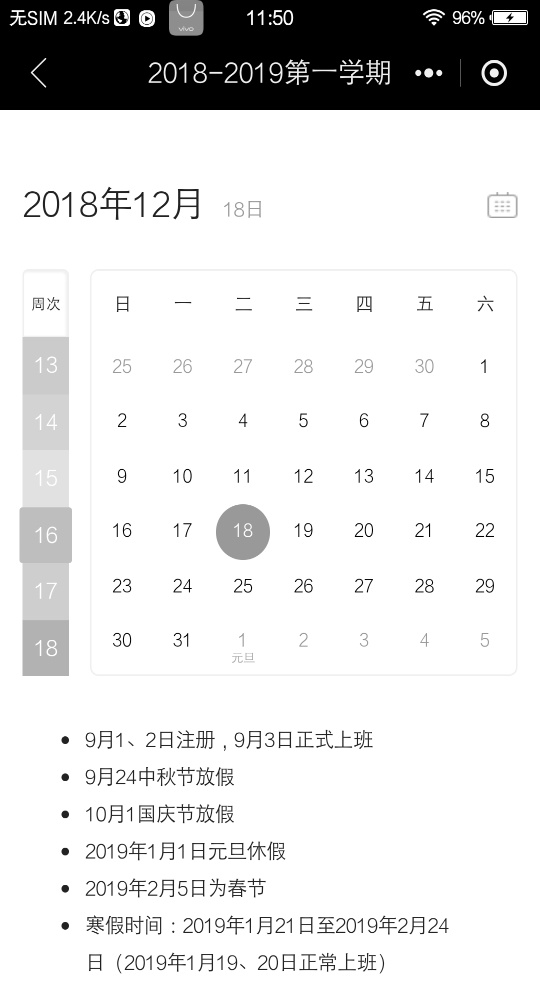 无SIM 2.4K/s vivo 11:50 96%
2018-2019第一学期
2018年12月 18日
周次 日 一 二 三 四 五 六
13 25 26 27 28 29 30 1
14 2 3 4 5 6 7 8
15 9 10 11 12 13 14 15
16 16 17 18 19 20 21 22
17 23 24 25 26 27 28 29
18 30 31 1 2 3 4 5
元旦
9月1、2日注册,9月3日正式上班
9月24中秋节放假
10月1国庆节放假
2019年1月1日元旦休假
2019年2月5日为春节
寒假时间:2019年1月21日至2019年2月24
日(2019年1月19、20日正常上班)